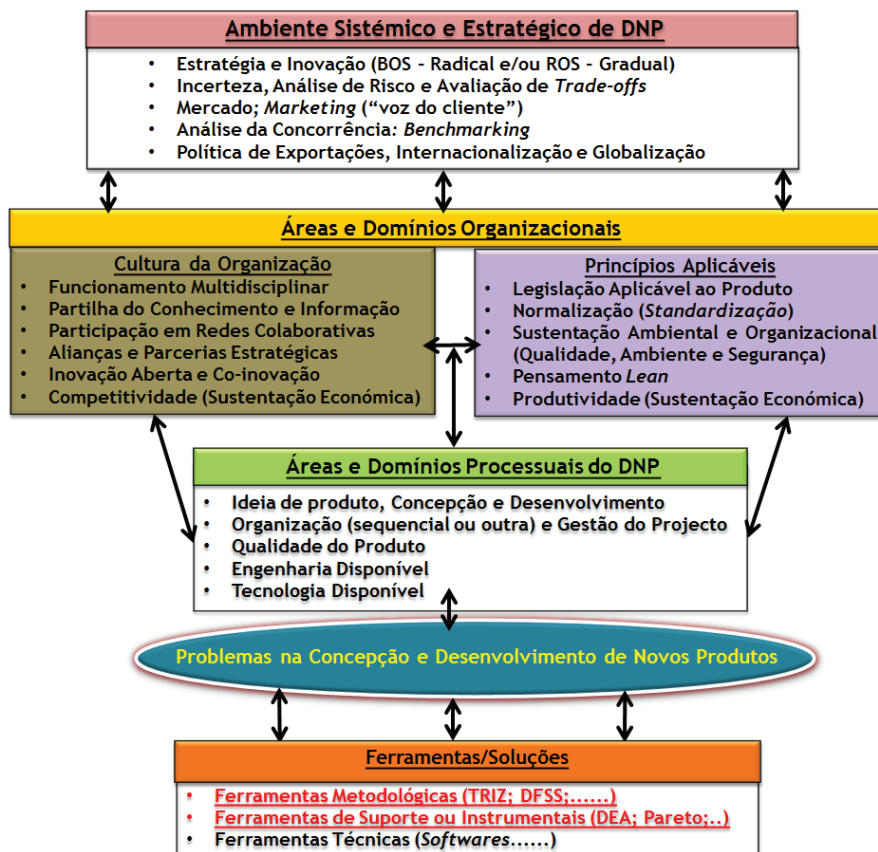 Ambiente Sistémico e Estratégico de DNP
• Estratégia e Inovação (BOS – Radical e/ou ROS – Gradual)
• Incerteza, Análise de Risco e Avaliação de Trade-offs
• Mercado; Marketing (“voz do cliente”)
• Análise da Concorrência: Benchmarking
• Política de Exportações, Internacionalização e Globalização
Áreas e Domínios Organizacionais
Cultura da Organização
• Funcionamento Multidisciplinar
• Partilha do Conhecimento e Informação
• Participação em Redes Colaborativas
• Alianças e Parcerias Estratégicas
• Inovação Aberta e Co-inovação
• Competitividade (Sustentação Económica)
Princípios Aplicáveis
• Legislação Aplicável ao Produto
• Normalização (Standardização)
• Sustentação Ambiental e Organizacional
(Qualidade, Ambiente e Segurança)
• Pensamento Lean
• Produtividade (Sustentação Económica)
Áreas e Domínios Processuais do DNP
• Ideia de produto, Concepção e Desenvolvimento
• Organização (sequencial ou outra) e Gestão do Projecto
• Qualidade do Produto
• Engenharia Disponível
• Tecnologia Disponível
Problemas na Concepção e Desenvolvimento de Novos Produtos
Ferramentas/Soluções
• Ferramentas Metodológicas (TRIZ; DFSS;......)
• Ferramentas de Suporte ou Instrumentais (DEA; Pareto;..)
• Ferramentas Técnicas (Softwares......)